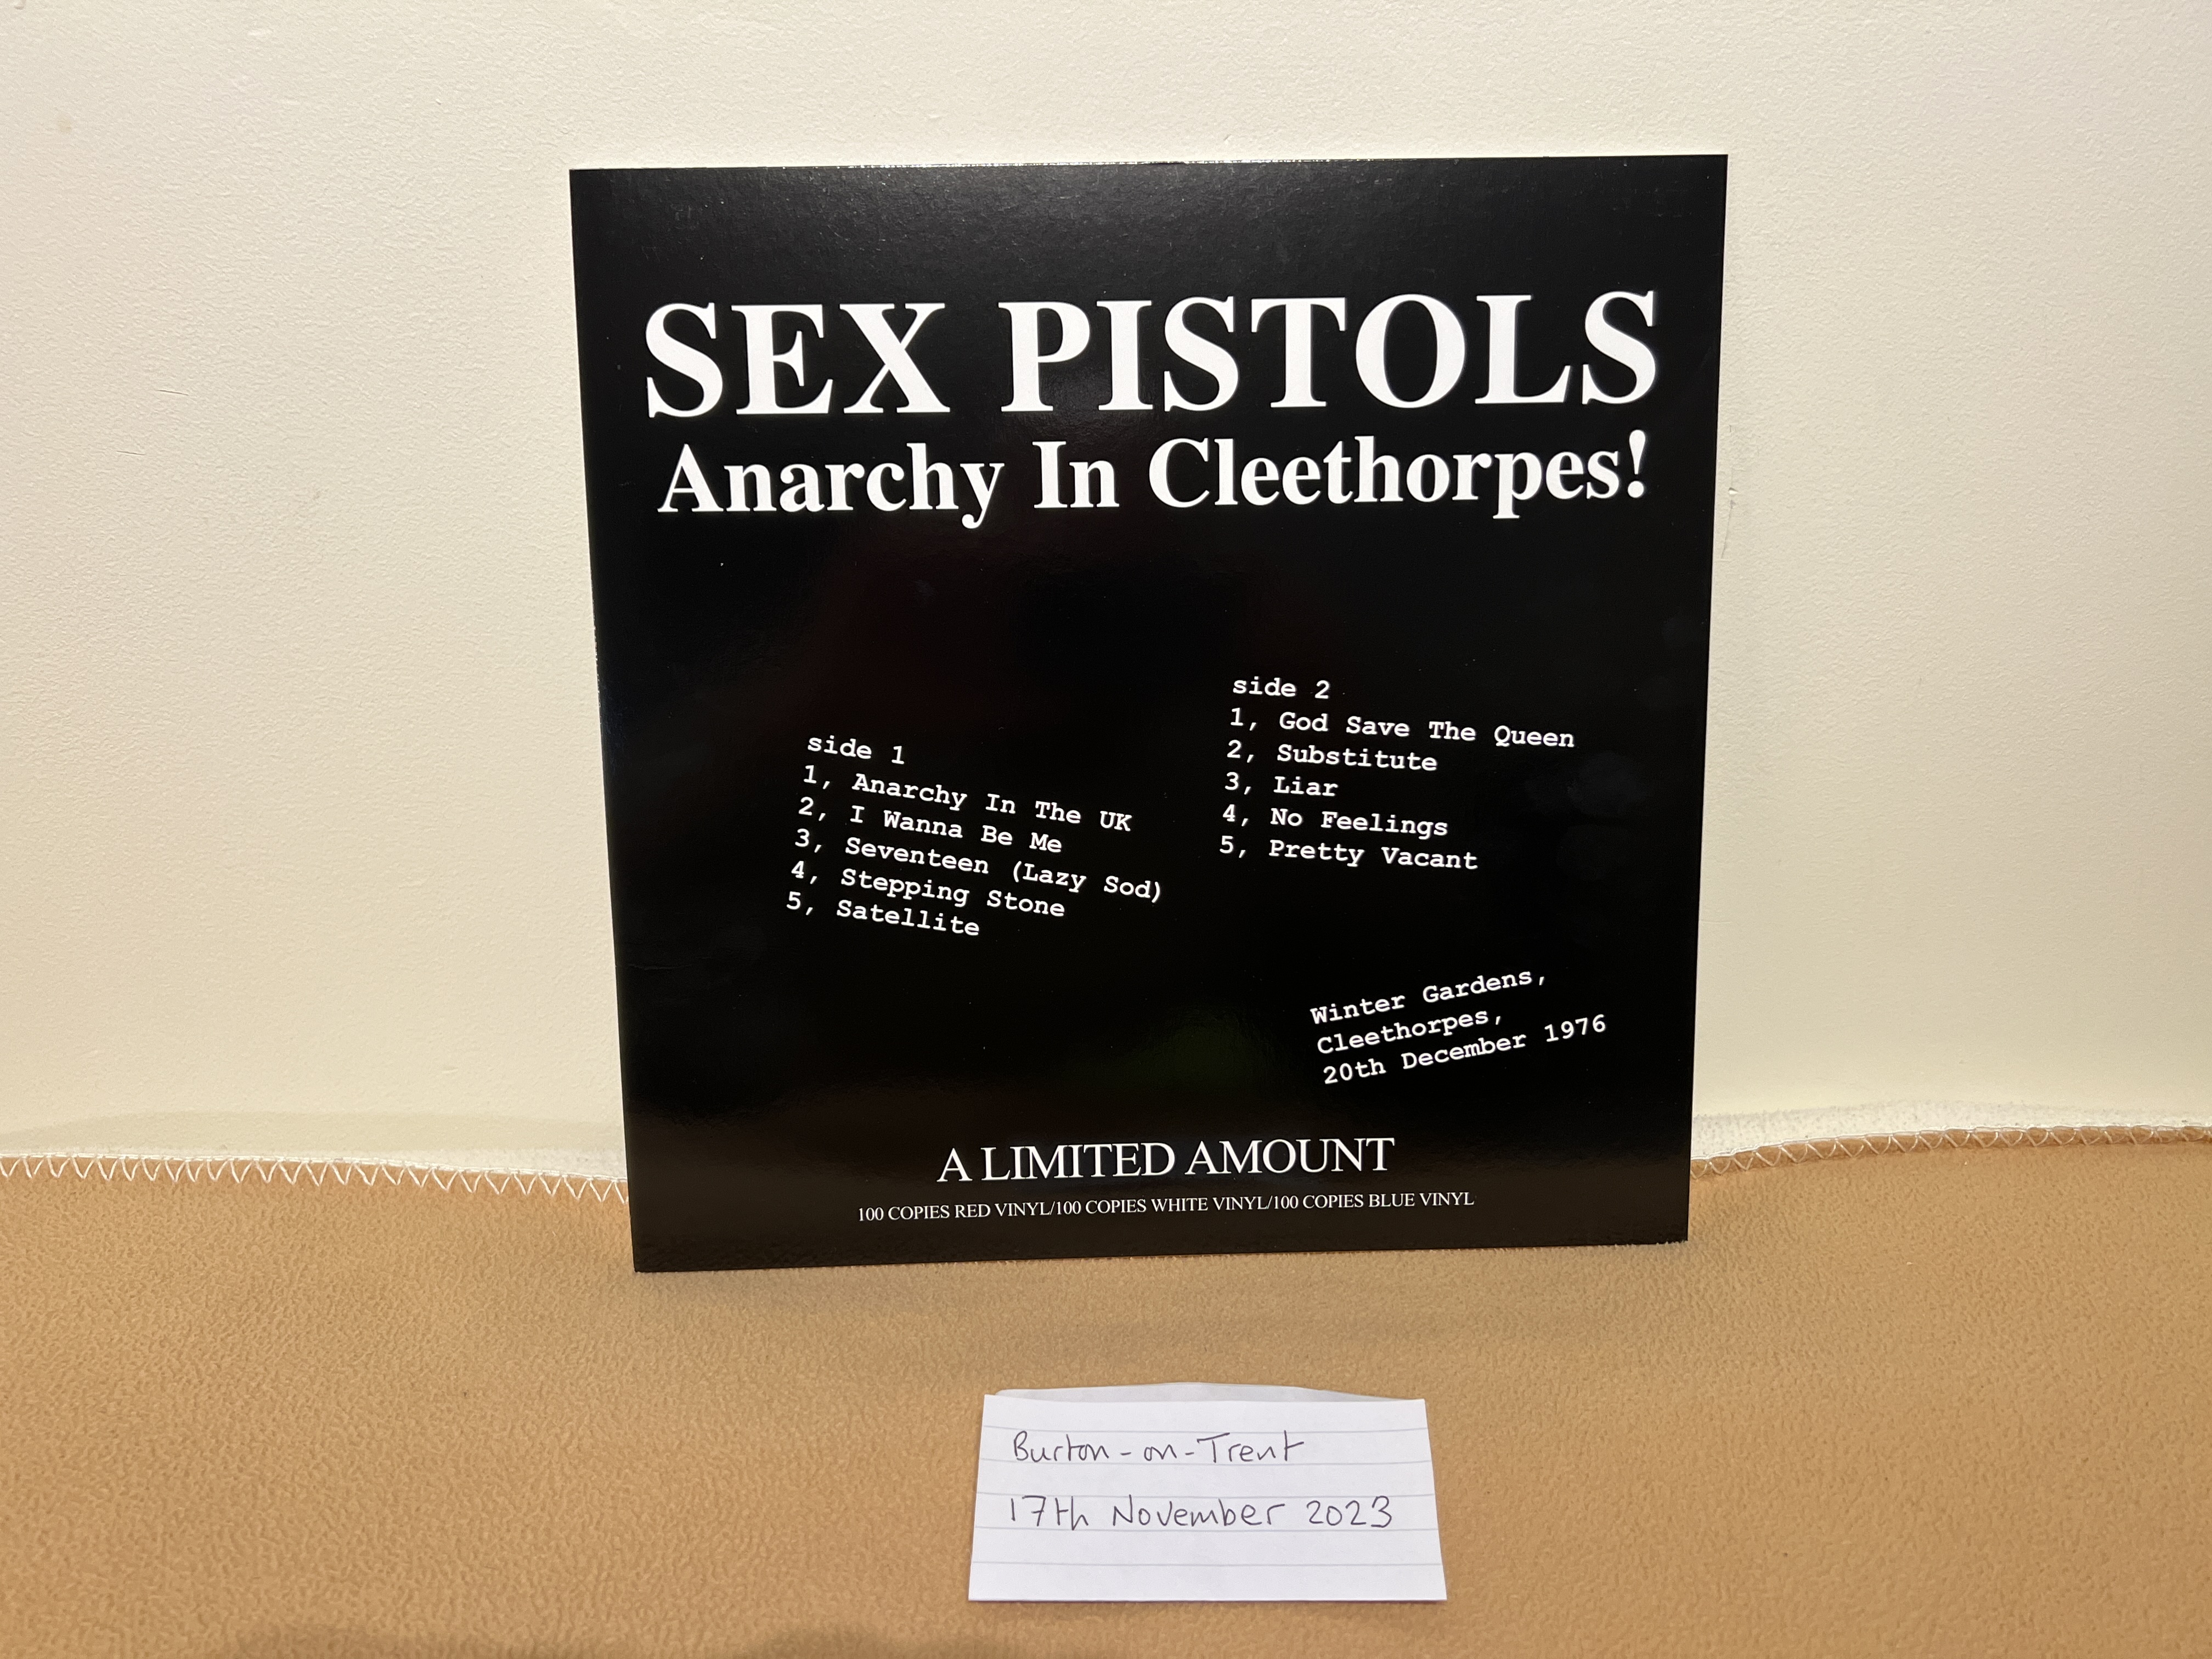 SEX PISTOLS
Anarchy In Cleethorpes!
side 1
1, Anarchy In The UK
2, I Wanna Be Me
3, Seventeen (Lazy Sod)
4, Stepping Stone
5, Satellite
side 2
1, God Save The Queen
2, Substitute
3, Liar
4, No Feelings
5, Pretty Vacant
Winter Gardens,
Cleethorpes,
20th December 1976
A LIMITED AMOUNT
100 COPIES RED VINYL/100 COPIES WHITE VINYL/100 COPIES BLUE VINYL
Burton-on-Trent
17th November 2023